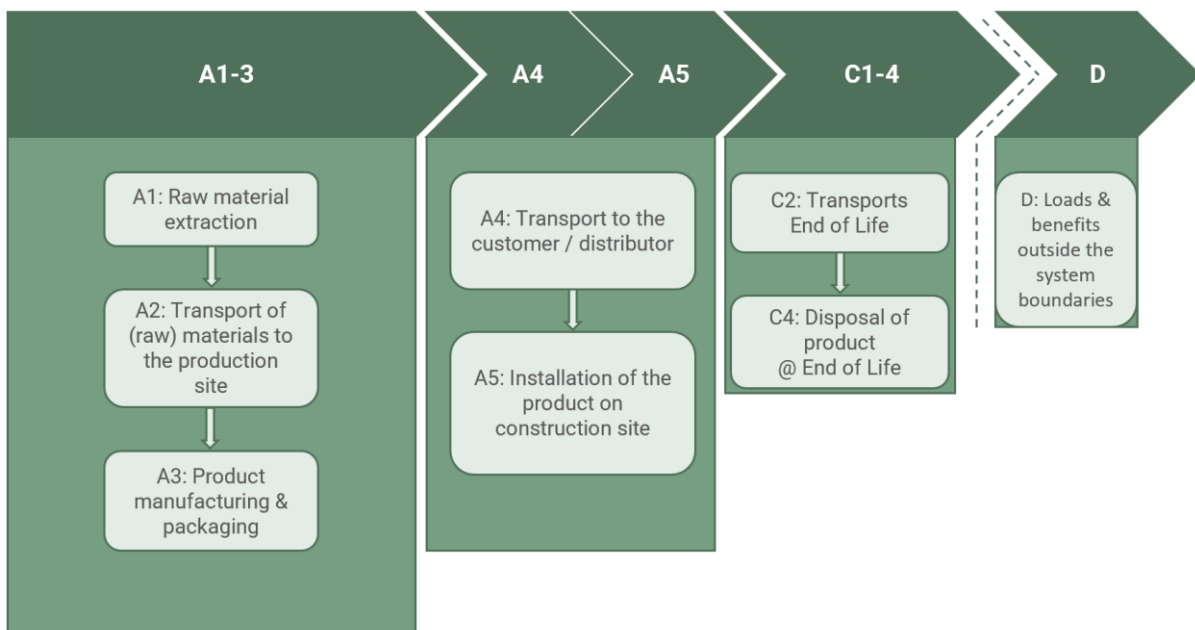 A1-3
A4
A5
C1-4
D
A1: Raw material
extraction
A2: Transport of
(raw) materials to
the production
site
A3: Product
manufacturing &
packaging
A4: Transport to the
customer / distributor
A5: Installation of the
product on
construction site
C2: Transports
End of Life
C4: Disposal of
product
@ End of Life
D: Loads &
benefits
outside the
system
boundaries